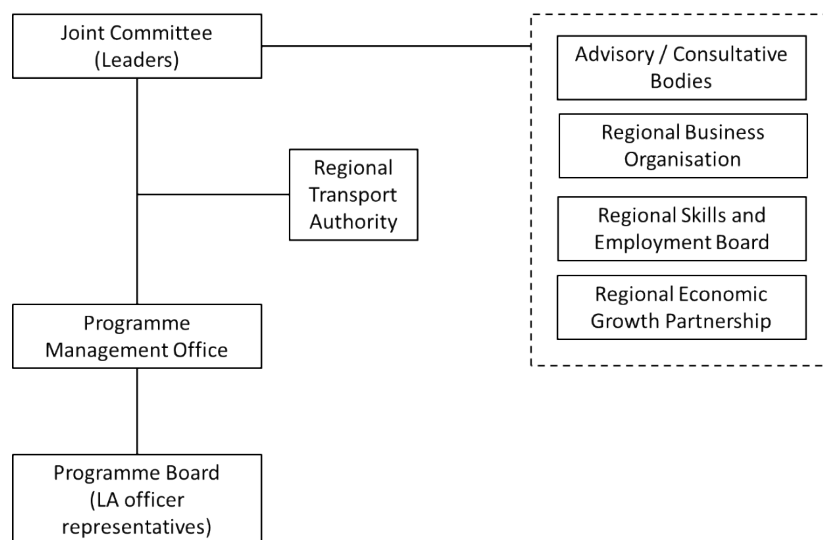 Joint Committee
(Leaders)
Advisory / Consultative
Bodies
Regional Business
Organisation
Regional
Transport
Authority
Regional Skills and
Employment Board
Regional Economic
Growth Partnership
Programme
Management Office
Programme Board
(LA officer
representatives)